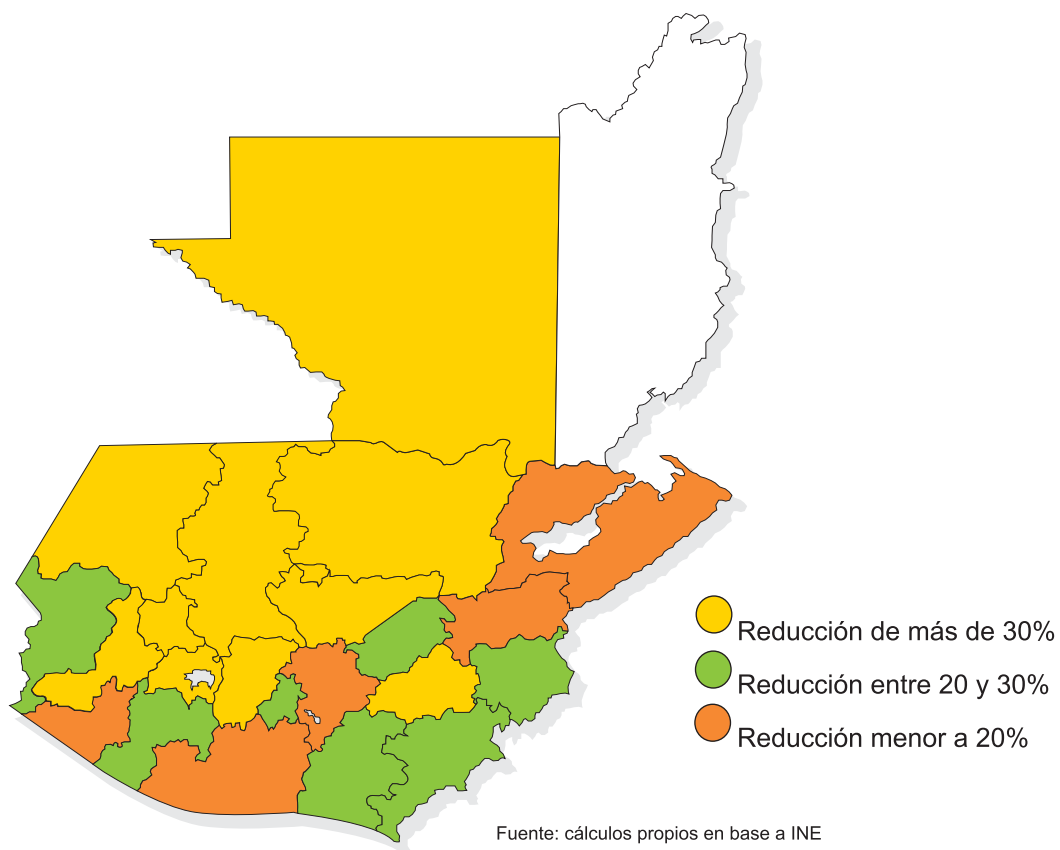 Reducción de más de 30%
Reducción entre 20 y 30%
Reducción menor a 20%
Fuente: cálculos propios en base a INE